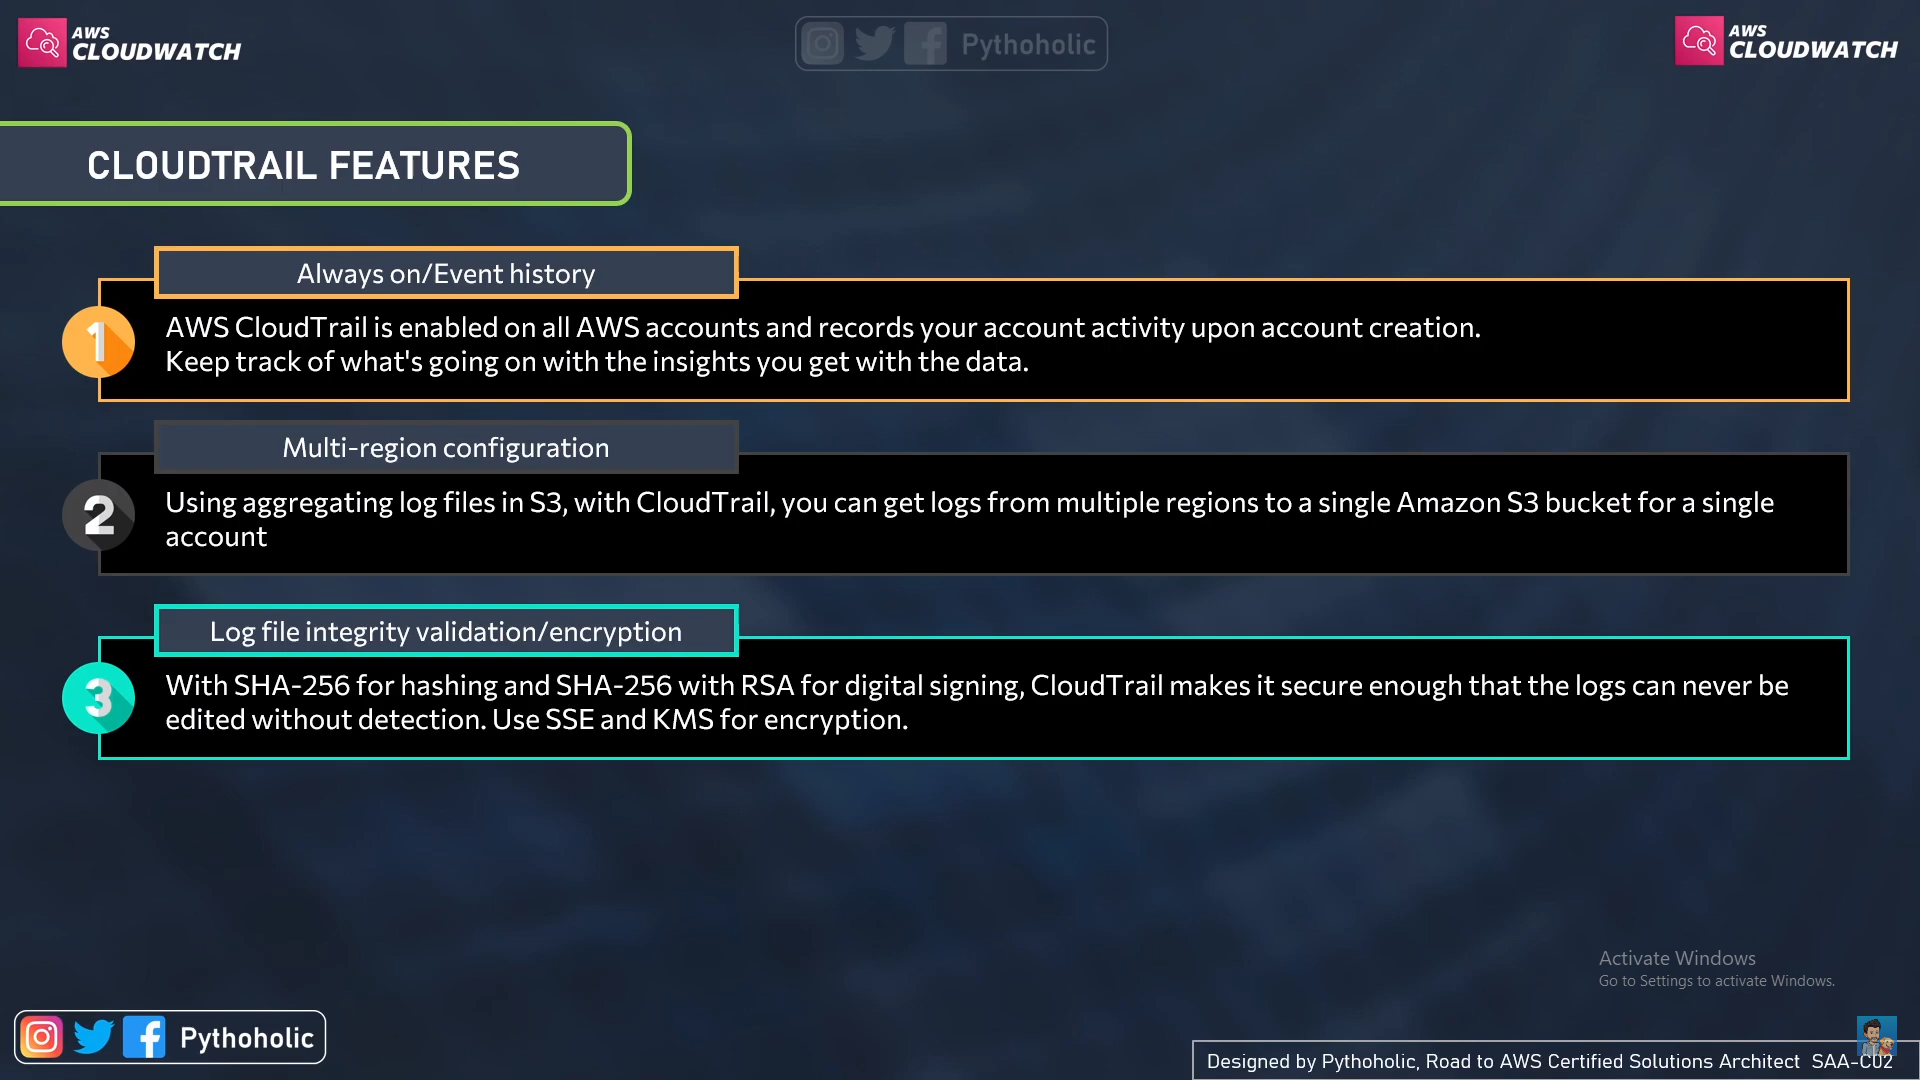 AWS
CLOUDWATCH
Pythoholic
AWS
CLOUDWATCH
CLOUDTRAIL FEATURES
Always on/Event history
1
AWS CloudTrail is enabled on all AWS accounts and records your account activity upon account creation.
Keep track of what's going on with the insights you get with the data.
Multi-region configuration
2
Using aggregating log files in S3, with CloudTrail, you can get logs from multiple regions to a single Amazon S3 bucket for a single
account
Log file integrity validation/encryption
3
With SHA-256 for hashing and SHA-256 with RSA for digital signing, CloudTrail makes it secure enough that the logs can never be
edited without detection. Use SSE and KMS for encryption.
Activate Windows
Go to Settings to activate Windows.
Pythoholic
Designed by Pythoholic, Road to AWS Certified Solutions Architect SAA-C02